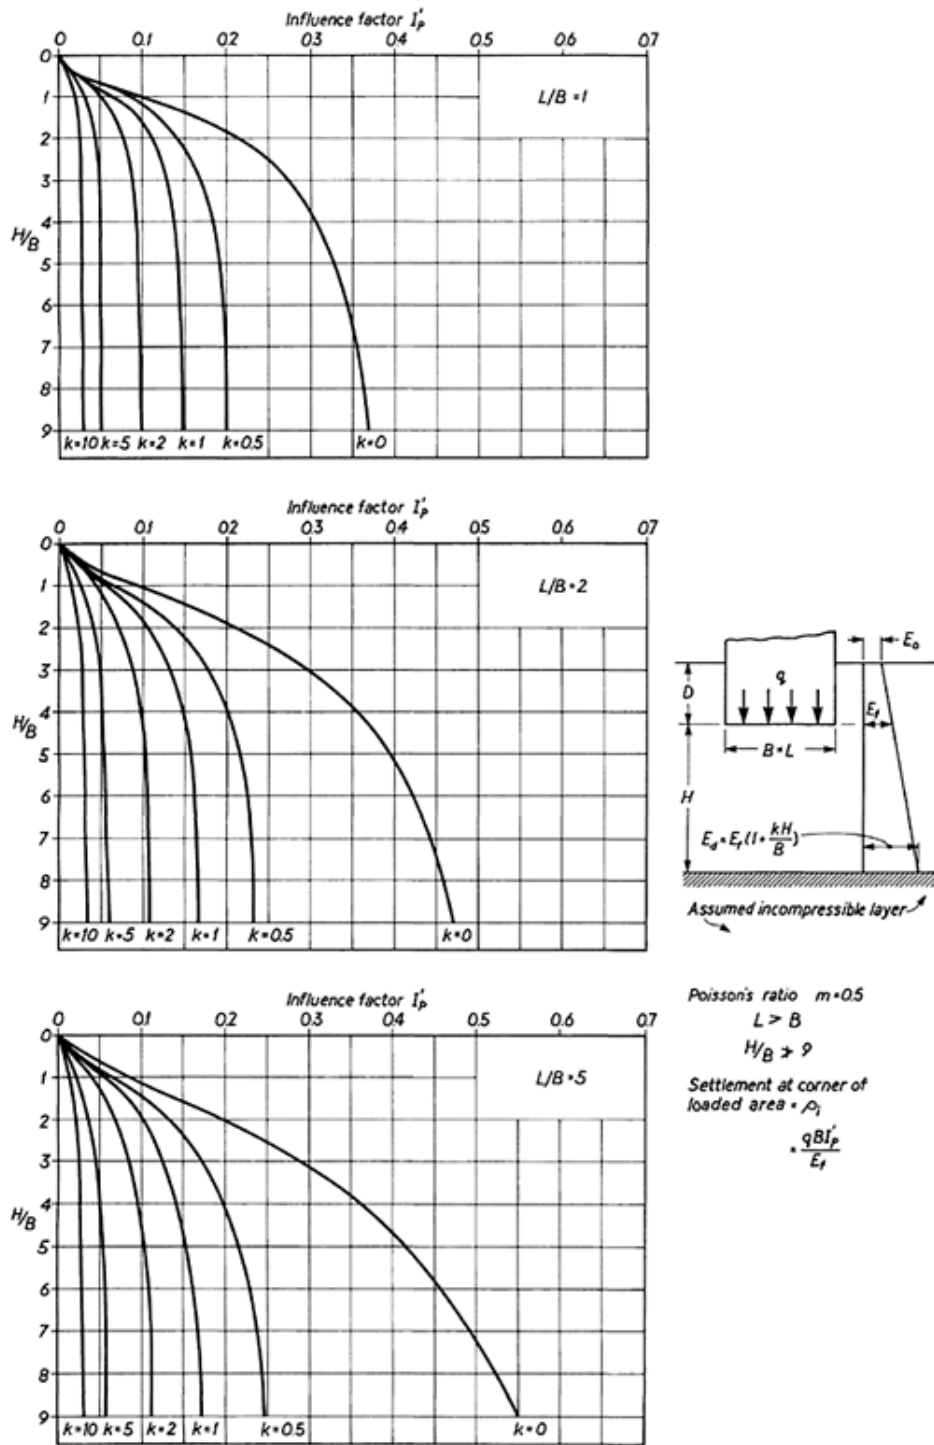 Influence factor I'p
0 0.1 0.2 0.3 0.4 0.5 0.6 0.7
L/B = 1
0
1
2
3
4
H/B
5
6
7
8
9
k=10 k=5 k=2 k=1 k=0.5 k=0
Influence factor I'p
0 0.1 0.2 0.3 0.4 0.5 0.6 0.7
L/B = 2
0
1
2
3
4
H/B
5
6
7
8
9
k=10 k=5 k=2 k=1 k=0.5 k=0
Influence factor I'p
0 0.1 0.2 0.3 0.4 0.5 0.6 0.7
L/B = 5
0
1
2
3
4
H/B
5
6
7
8
9
k=10 k=5 k=2 k=1 k=0.5 k=0
E₀
q
D
Ef
B × L
H
Ed = Ef(1 + kH/B)
Assumed incompressible layer
Poisson's ratio m = 0.5
L > B
H/B ≯ 9
Settlement at corner of
loaded area = ρi
= qBI'p/Ef